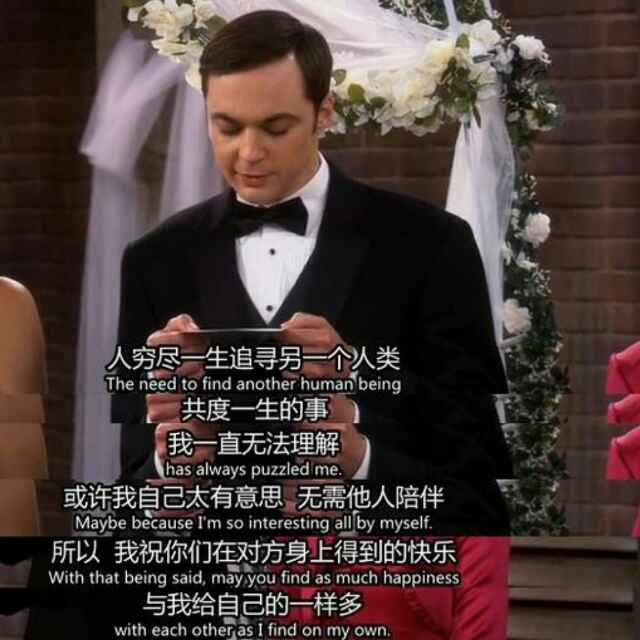 人穷尽一生追寻另一个人类
The need to find another human being
共度一生的事
我一直无法理解
has always puzzled me.
或许我自己太有意思 无需他人陪伴
Maybe because I'm so interesting all by myself.
所以 我祝你们在对方身上得到的快乐
With that being said, may you find as much happiness
与我给自己的一样多
with each other as I find on my own.